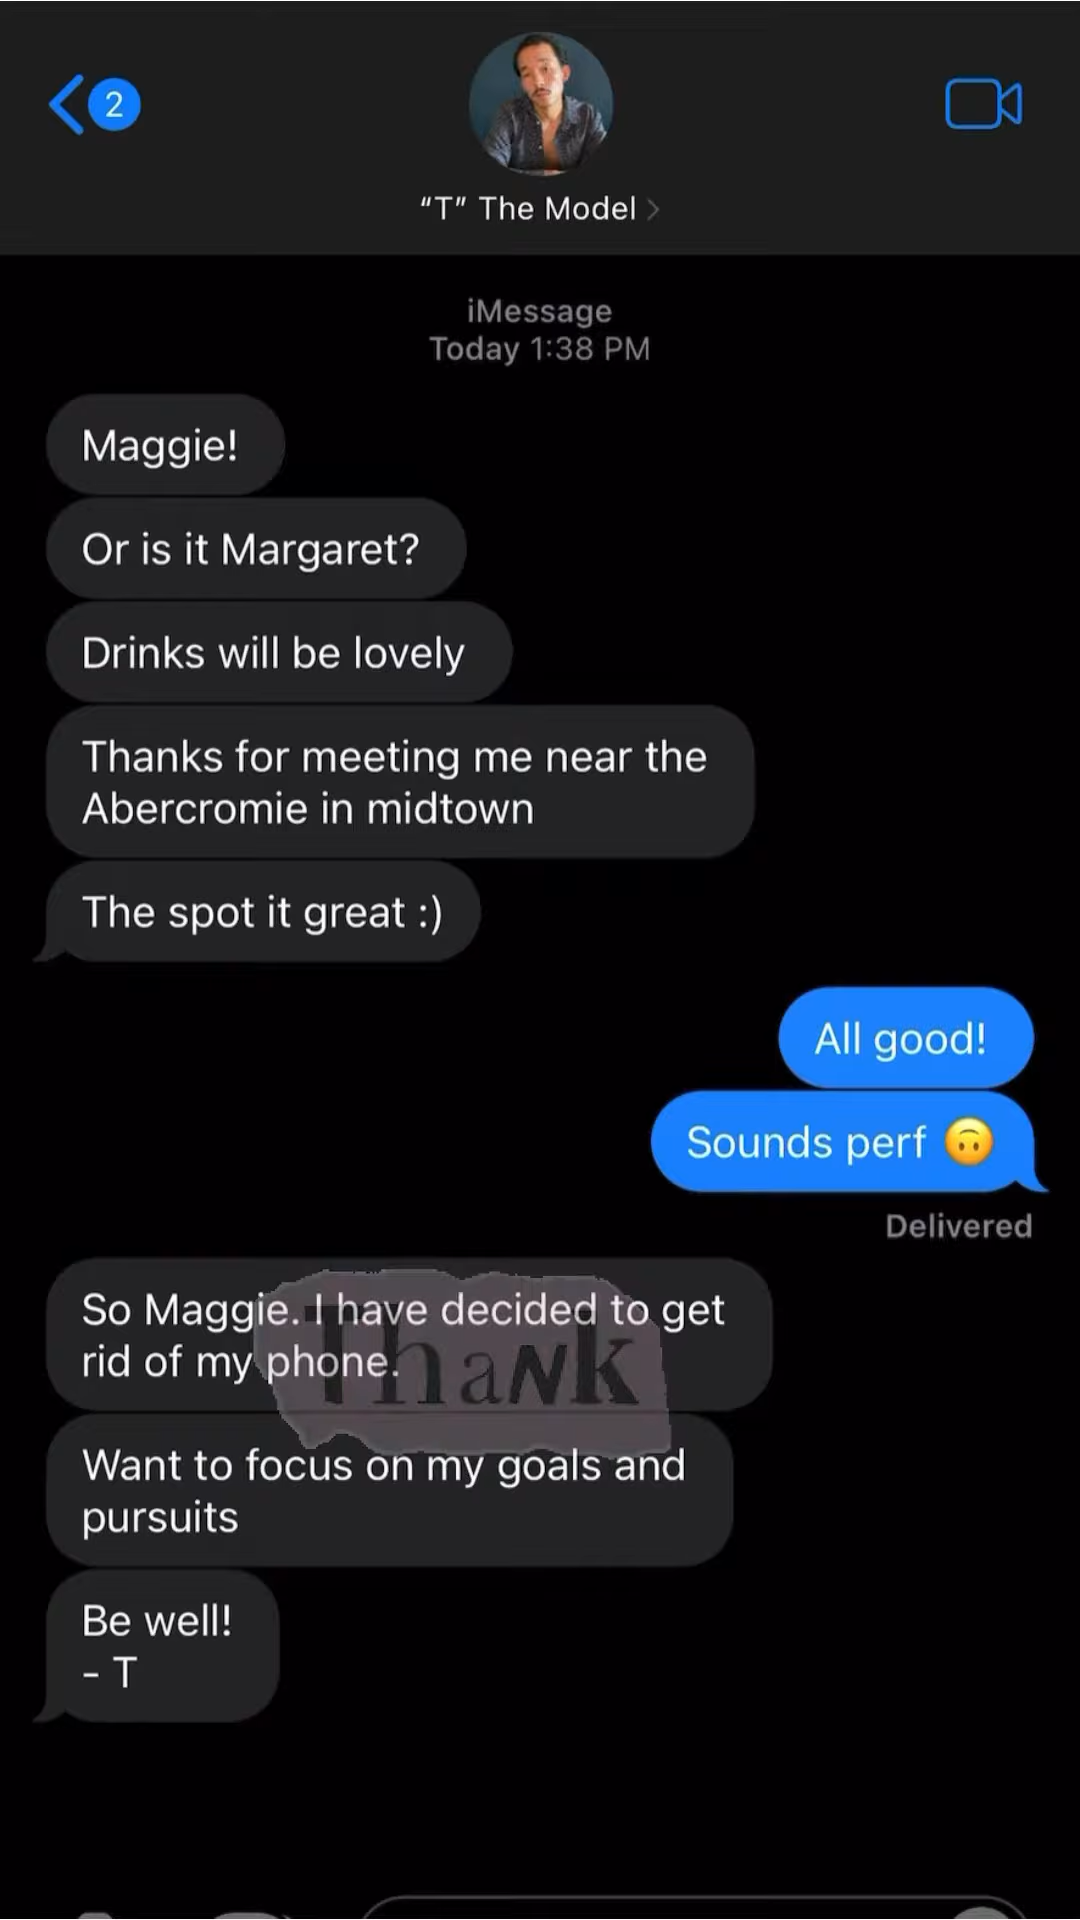 2
“T” The Model
iMessage
Today 1:38 PM
Maggie!
Or is it Margaret?
Drinks will be lovely
Thanks for meeting me near the
Abercromie in midtown
The spot it great :)
All good!
Sounds perf 🙃
Delivered
So Maggie. I have decided to get
rid of my phone.
ThaNk
Want to focus on my goals and
pursuits
Be well!
- T